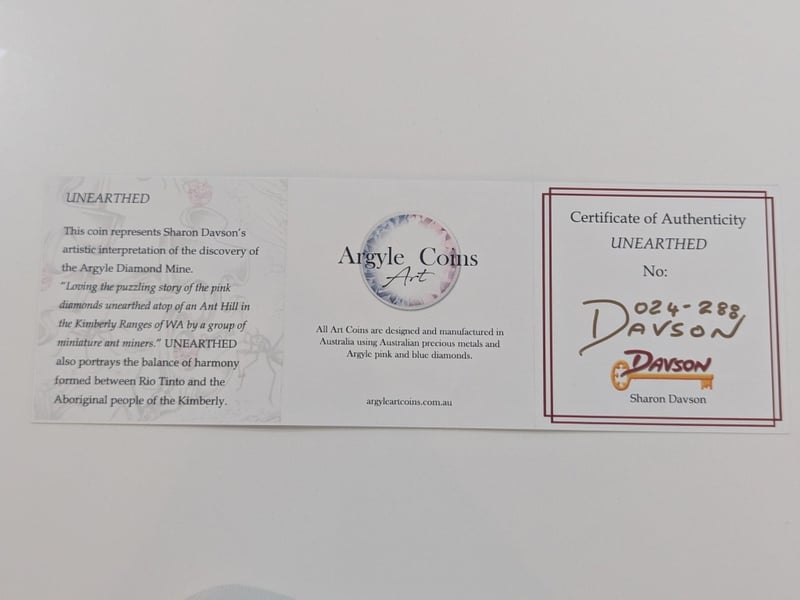 UNEARTHED
This coin represents Sharon Davson's
artistic interpretation of the discovery of
the Argyle Diamond Mine.
"Loving the puzzling story of the pink
diamonds unearthed atop of an Ant Hill in
the Kimberly Ranges of WA by a group of
miniature ant miners." UNEARTHED
also portrays the balance of harmony
formed between Rio Tinto and the
Aboriginal people of the Kimberly.
Argyle Coins
Art
All Art Coins are designed and manufactured in
Australia using Australian precious metals and
Argyle pink and blue diamonds.
argyleartcoins.com.au
Certificate of Authenticity
UNEARTHED
No:
024-288
DAVSON
DAVSON
Sharon Davson